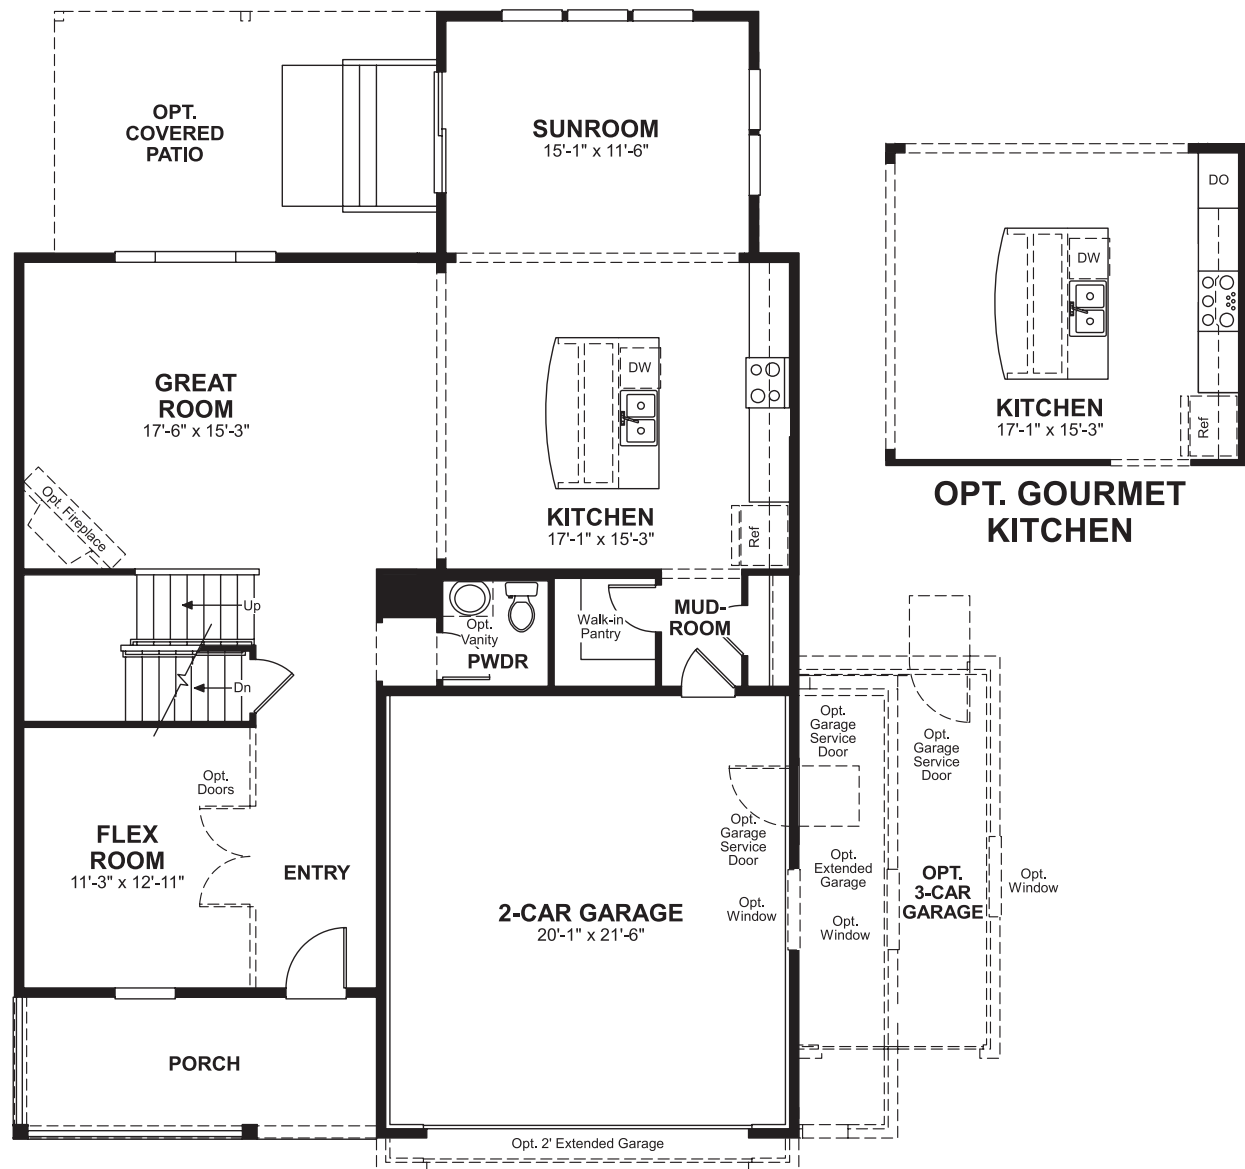 OPT.
COVERED
PATIO
SUNROOM
15'-1" x 11'-6"
GREAT
ROOM
17'-6" x 15'-3"
Opt. Fireplace
DW
KITCHEN
17'-1" x 15'-3"
Ref
DO
DW
KITCHEN
17'-1" x 15'-3"
Ref
OPT. GOURMET
KITCHEN
Up
Dn
Opt.
Vanity
PWDR
Walk-in
Pantry
MUD-
ROOM
Opt.
Doors
FLEX
ROOM
11'-3" x 12'-11"
ENTRY
2-CAR GARAGE
20'-1" x 21'-6"
Opt.
Garage
Service
Door
Opt.
Window
Opt.
Garage
Service
Door
Opt.
Extended
Garage
Opt.
Window
Opt.
Garage
Service
Door
OPT.
3-CAR
GARAGE
Opt.
Window
PORCH
Opt. 2' Extended Garage